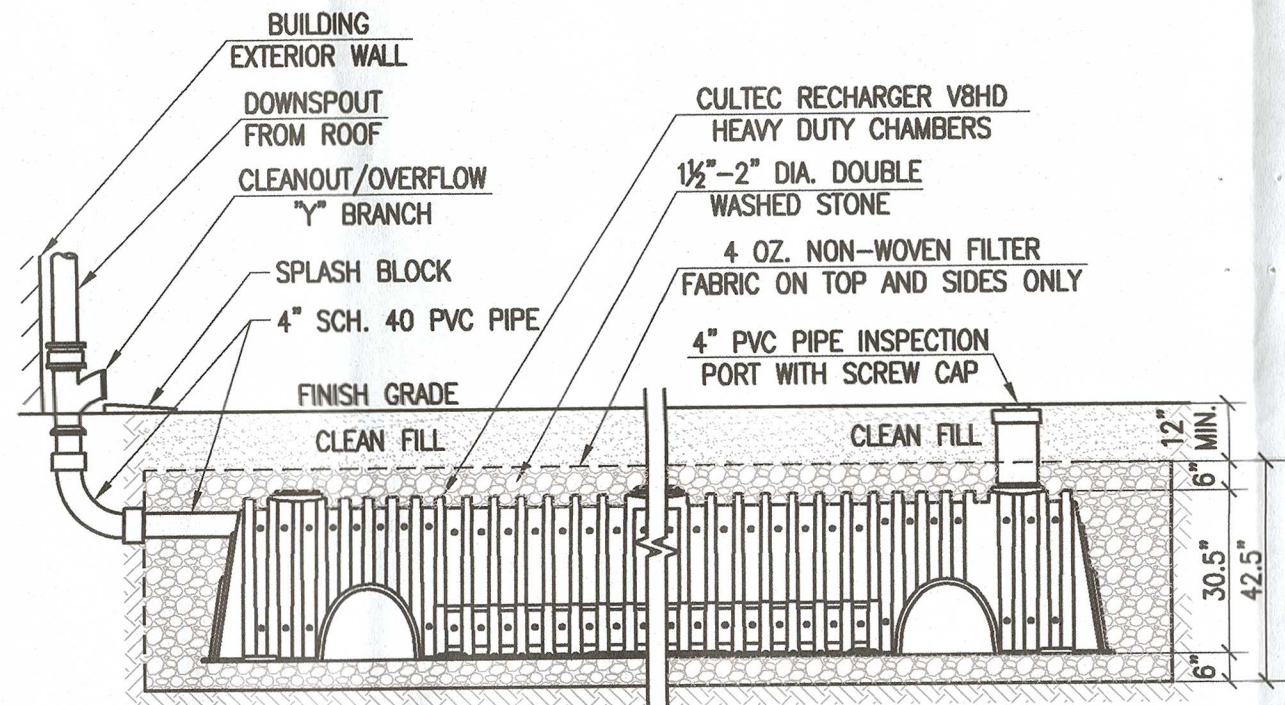 BUILDING
EXTERIOR WALL
DOWNSPOUT
FROM ROOF
CLEANOUT/OVERFLOW
"Y" BRANCH
SPLASH BLOCK
4" SCH. 40 PVC PIPE
CULTEC RECHARGER V8HD
HEAVY DUTY CHAMBERS
1½"-2" DIA. DOUBLE
WASHED STONE
4 OZ. NON-WOVEN FILTER
FABRIC ON TOP AND SIDES ONLY
4" PVC PIPE INSPECTION
PORT WITH SCREW CAP
FINISH GRADE
CLEAN FILL
CLEAN FILL
12"
MIN.
6"
30.5"
42.5"
6"